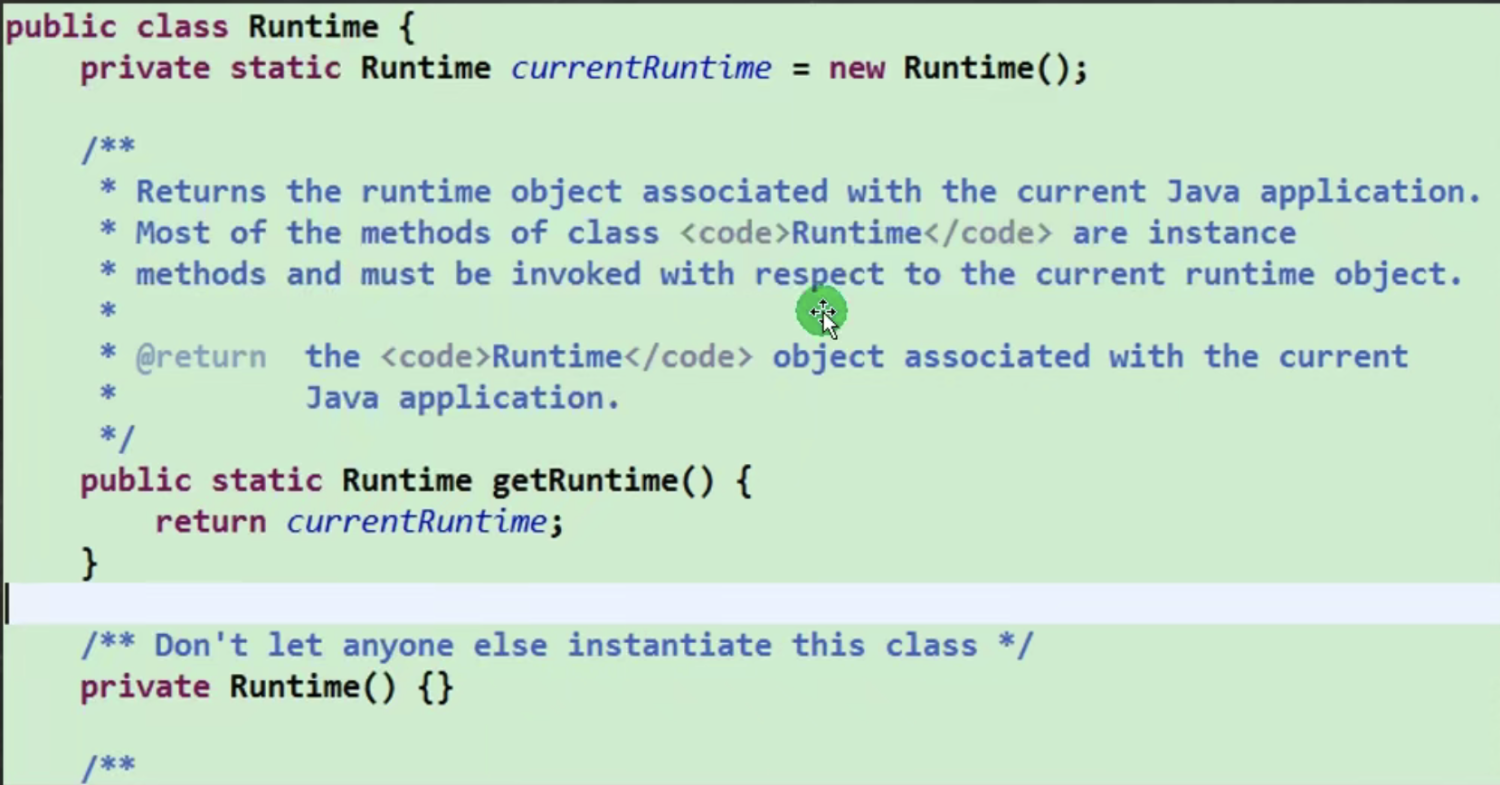 public class Runtime {
    private static Runtime currentRuntime = new Runtime();
    /**
     * Returns the runtime object associated with the current Java application.
     * Most of the methods of class <code>Runtime</code> are instance
     * methods and must be invoked with respect to the current runtime object.
     *
     * @return  the <code>Runtime</code> object associated with the current
     *          Java application.
     */
    public static Runtime getRuntime() {
        return currentRuntime;
    }
    /** Don't let anyone else instantiate this class */
    private Runtime() {}
    /**